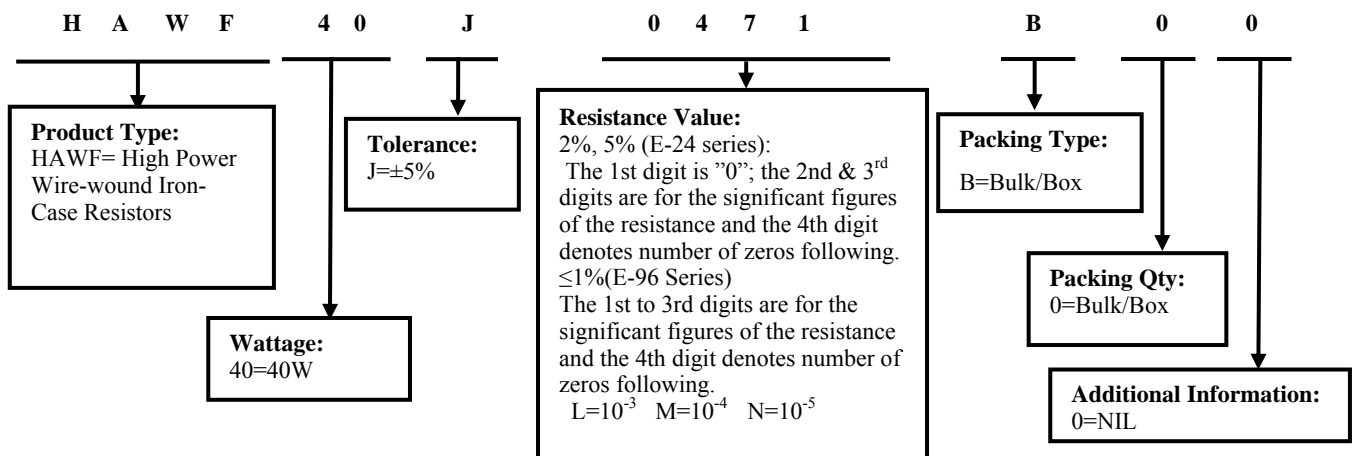 H A W F 4 0 J 0 4 7 1 B 0 0
Product Type:
HAWF= High Power
Wire-wound Iron-
Case Resistors
Tolerance:
J=±5%
Resistance Value:
2%, 5% (E-24 series):
The 1st digit is ”0”; the 2nd & 3rd
digits are for the significant figures
of the resistance and the 4th digit
denotes number of zeros following.
≤1%(E-96 Series)
The 1st to 3rd digits are for the
significant figures of the resistance
and the 4th digit denotes number of
zeros following.
L=10-3 M=10-4 N=10-5
Packing Type:
B=Bulk/Box
Packing Qty:
0=Bulk/Box
Wattage:
40=40W
Additional Information:
0=NIL